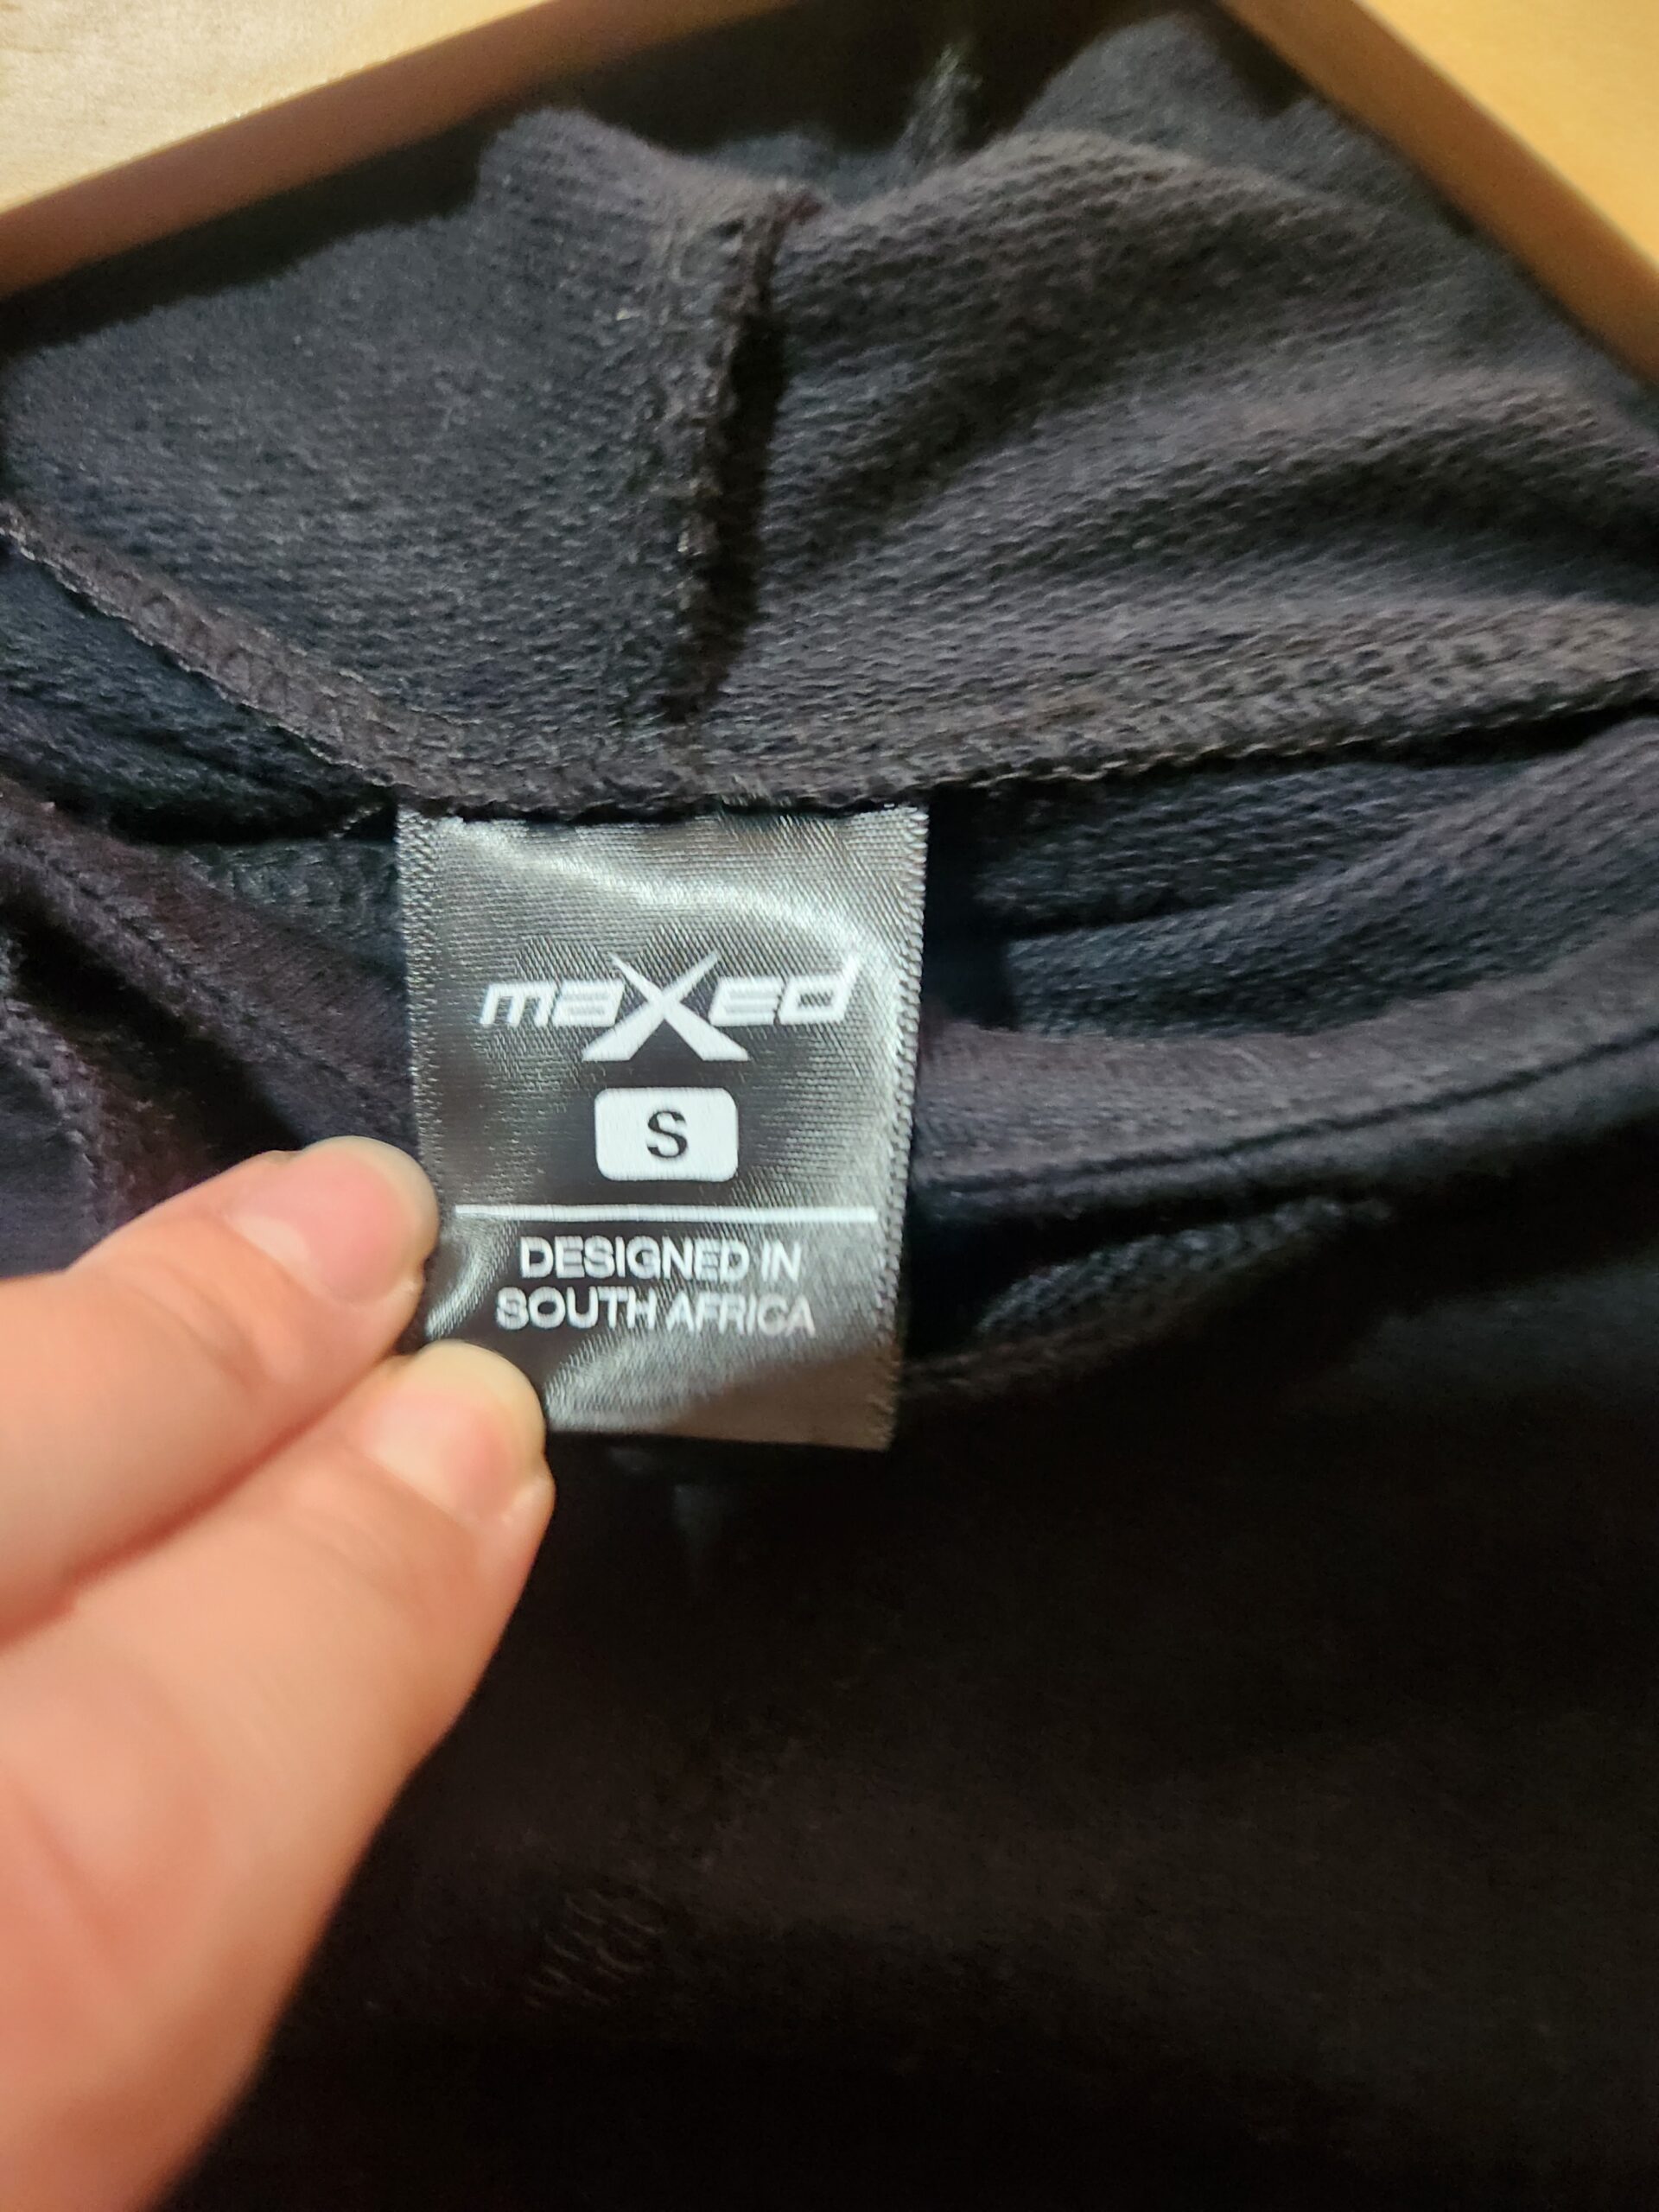 maxed
S
DESIGNED IN
SOUTH AFRICA